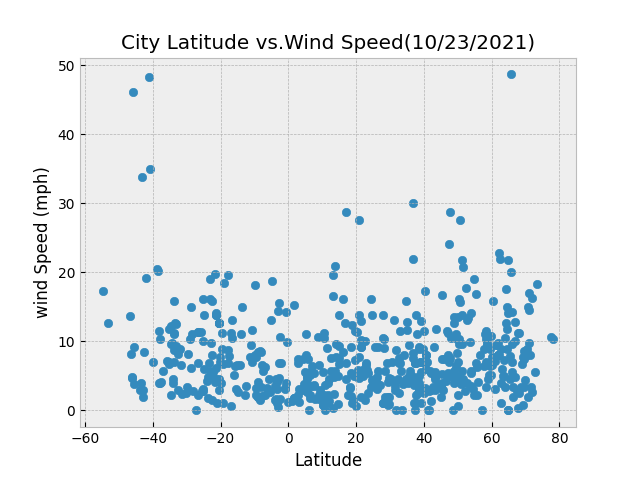 City Latitude vs.Wind Speed(10/23/2021)
50
40
30
20
10
0
wind Speed (mph)
−60 −40 −20 0 20 40 60 80
Latitude